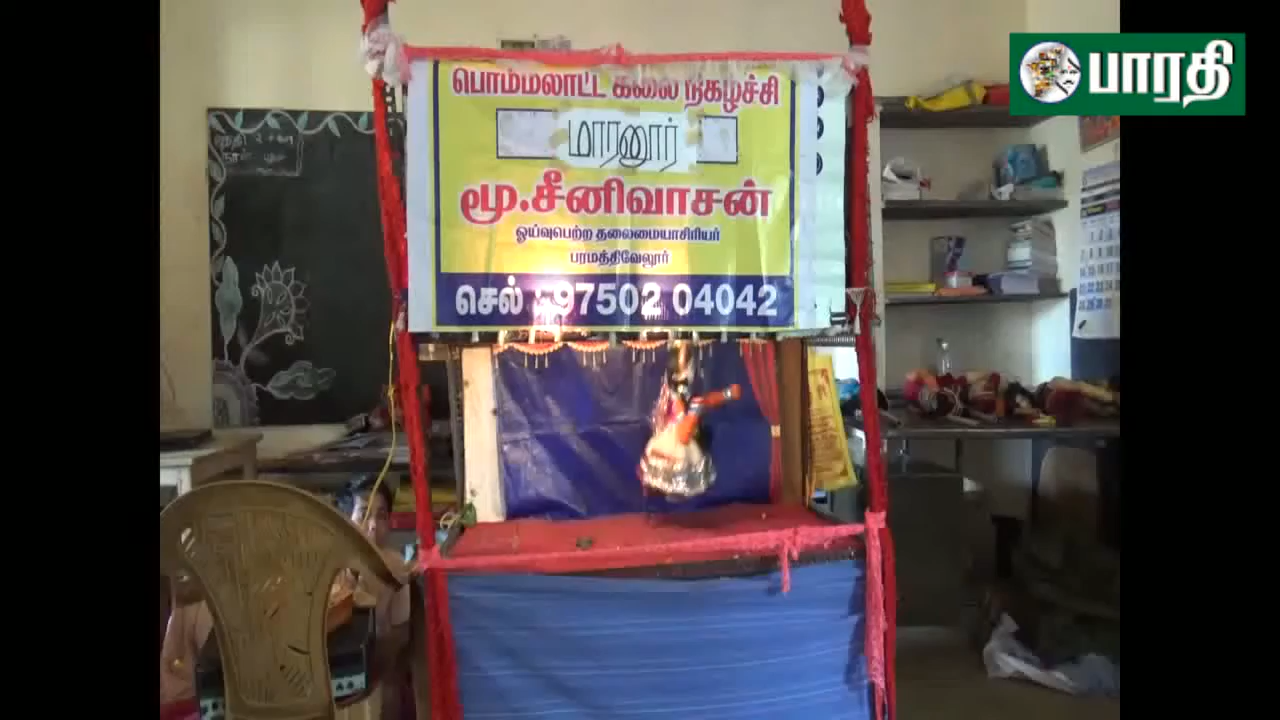 பாரதி
பொம்மலாட்ட கலை நிகழ்ச்சி
மாரனூர்
மூ.சீனிவாசன்
ஓய்வுபெற்ற தலைமையாசிரியர்
பரமத்திவேலூர்
செல் : 97502 04042